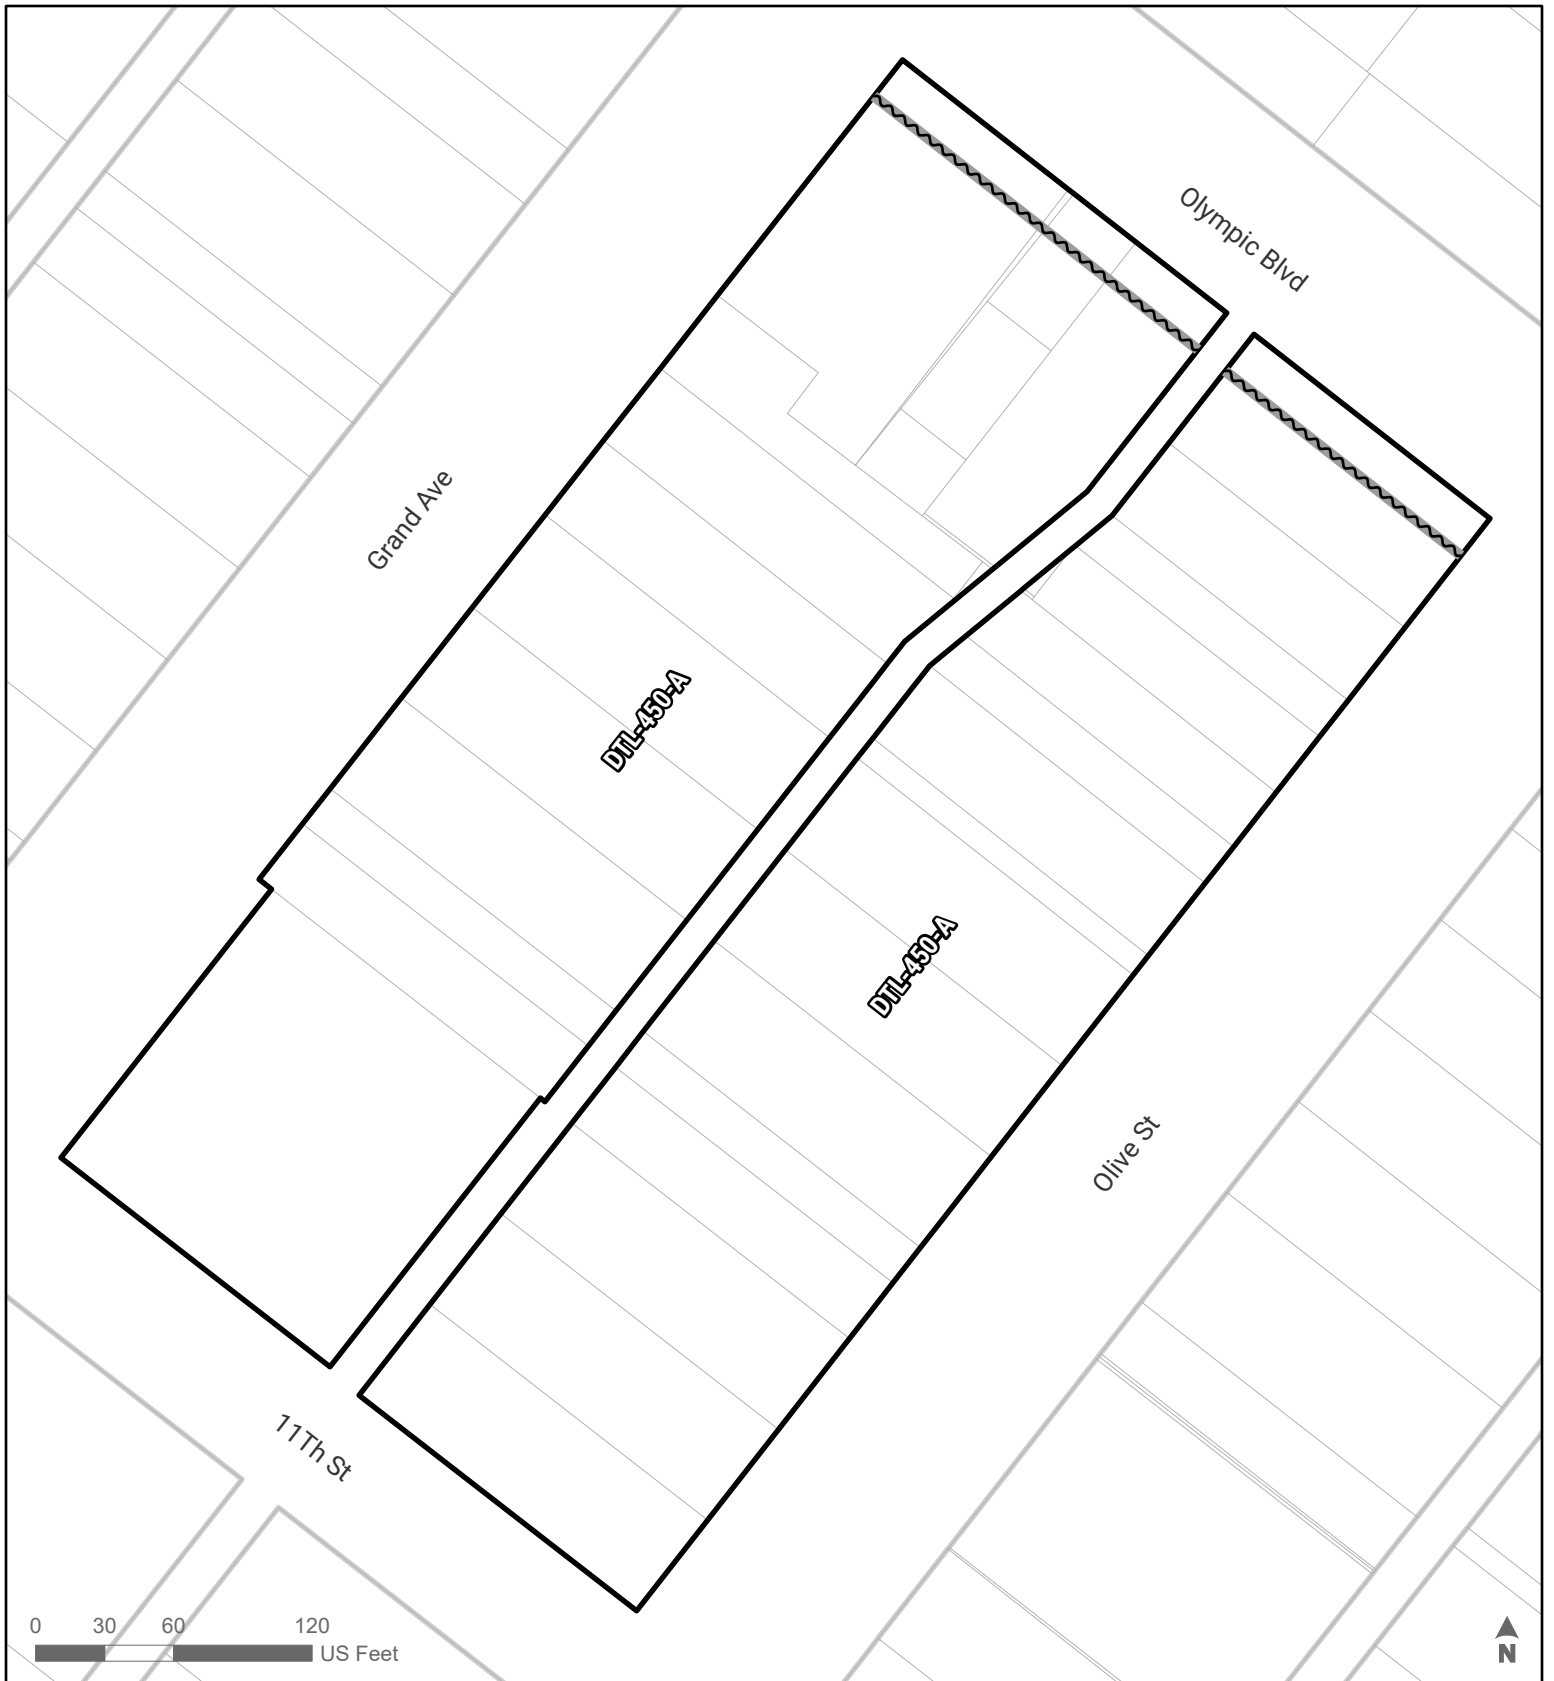 Olympic Blvd
Grand Ave
DTL-450-A
DTL-450-A
Olive St
11Th St
0 30 60 120
US Feet
N